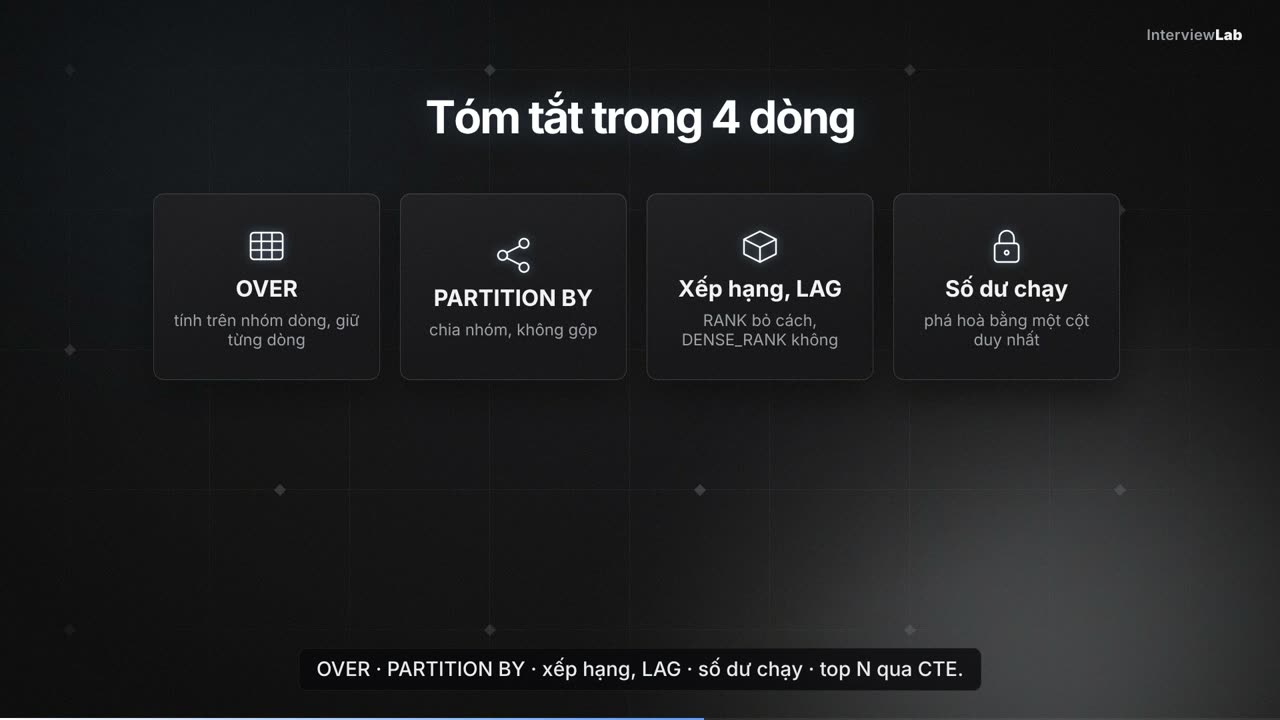 InterviewLab
Tóm tắt trong 4 dòng
OVER
tính trên nhóm dòng, giữ
từng dòng
PARTITION BY
chia nhóm, không gộp
Xếp hạng, LAG
RANK bỏ cách,
DENSE_RANK không
Số dư chạy
phá hoà bằng một cột
duy nhất
OVER · PARTITION BY · xếp hạng, LAG · số dư chạy · top N qua CTE.